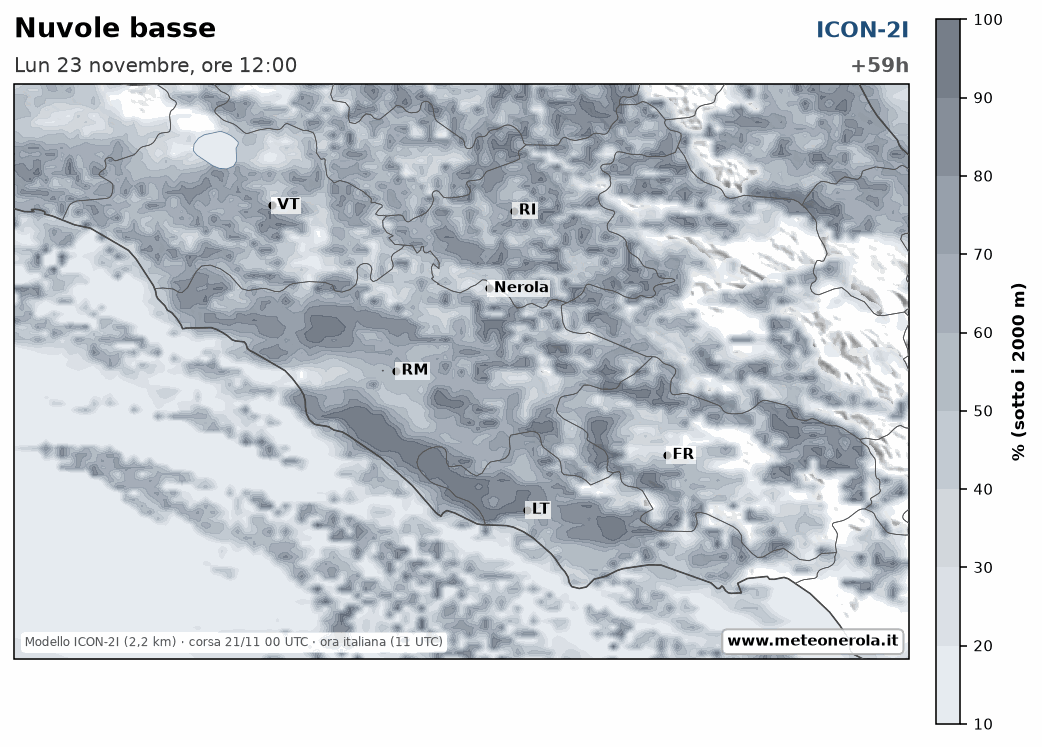 Nuvole basse
ICON-2I
Lun 23 novembre, ore 12:00
+59h
VT
RI
Nerola
RM
FR
LT
Modello ICON-2I (2,2 km) · corsa 21/11 00 UTC · ora italiana (11 UTC)
www.meteonerola.it
100
90
80
70
60
50
40
30
20
10
% (sotto i 2000 m)